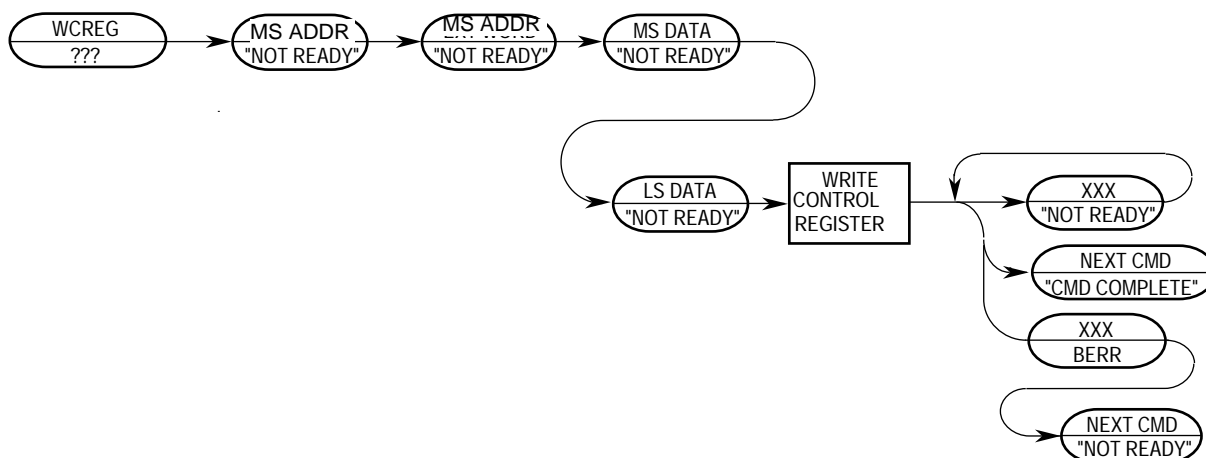 WCREG
???
MS ADDR
"NOT READY"
MS ADDR
"NOT READY"
MS DATA
"NOT READY"
LS DATA
"NOT READY"
WRITE
CONTROL
REGISTER
XXX
"NOT READY"
NEXT CMD
"CMD COMPLETE"
XXX
BERR
NEXT CMD
"NOT READY"